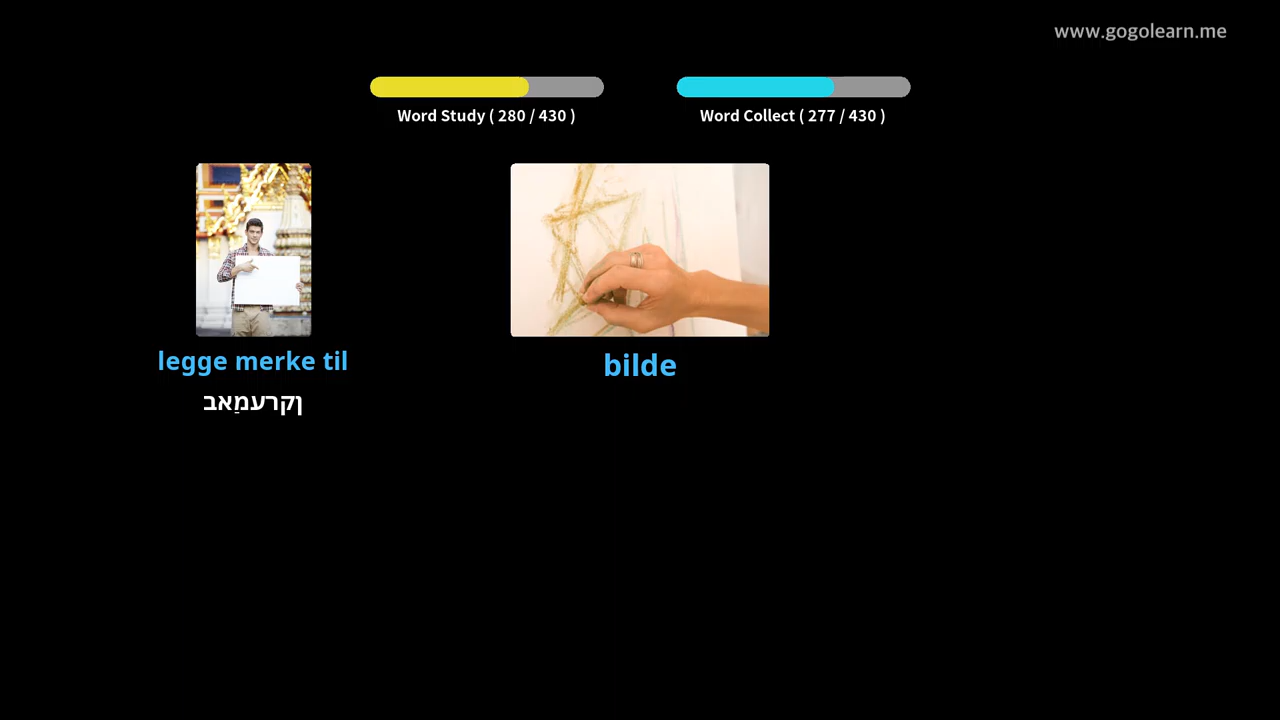 www.gogolearn.me
Word Study ( 280 / 430 )
Word Collect ( 277 / 430 )
legge merke til
באַמערקן
bilde